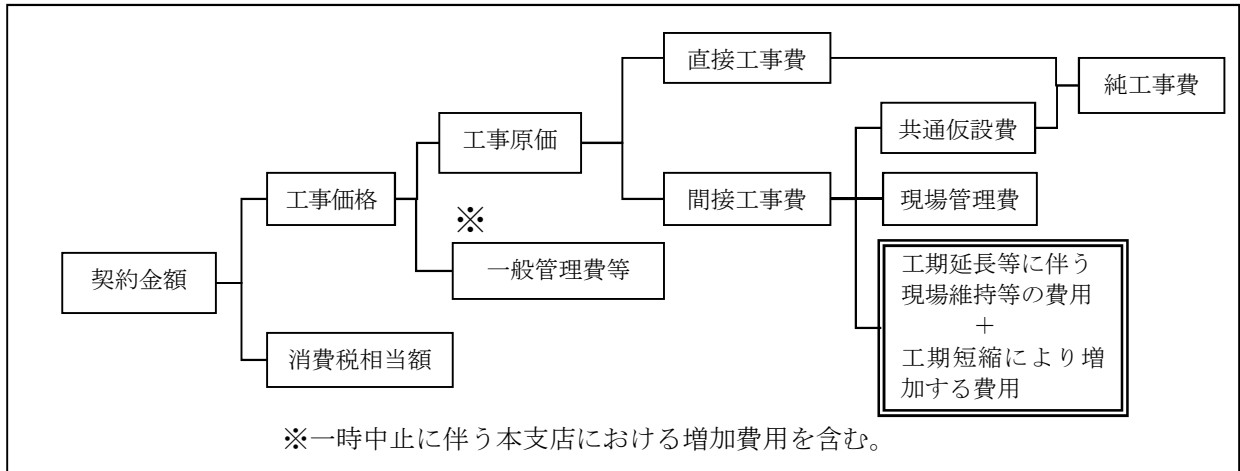 直接工事費
純工事費
工事原価
共通仮設費
工事価格
間接工事費
現場管理費
※
契約金額
一般管理費等
工期延長等に伴う
現場維持等の費用
+
工期短縮により増
加する費用
消費税相当額
※一時中止に伴う本支店における増加費用を含む。